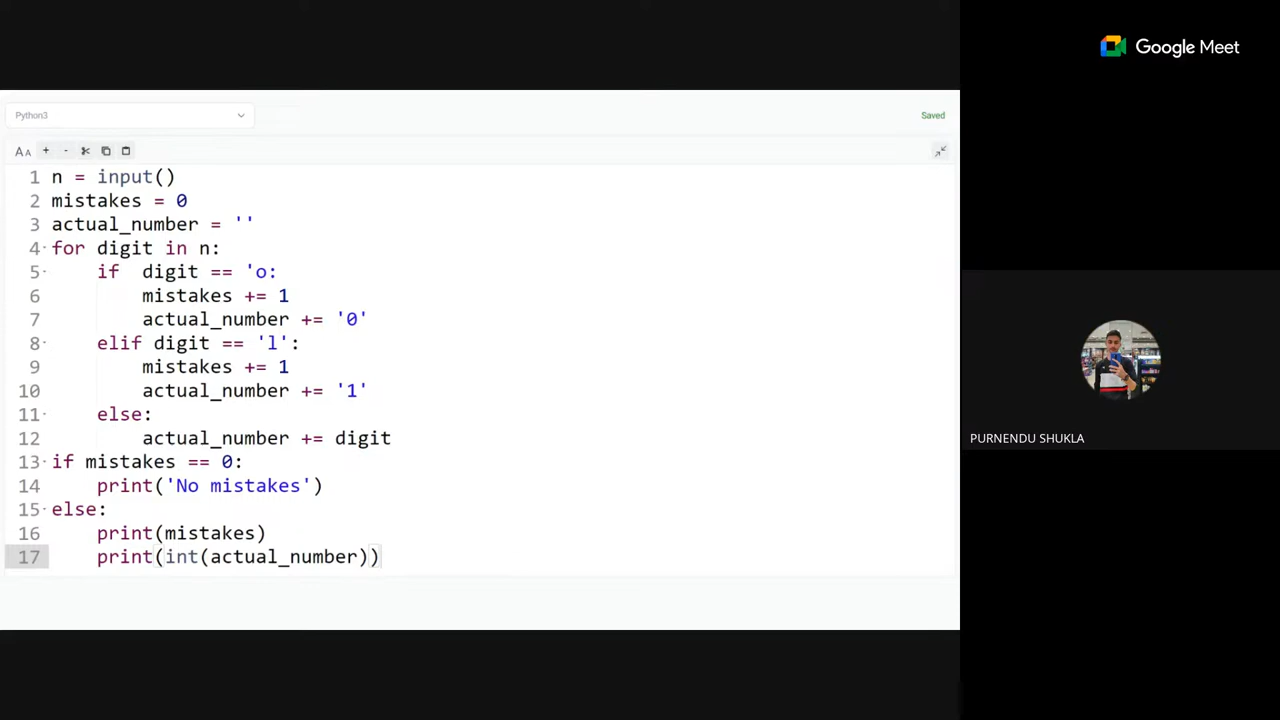 Google Meet
Python3
Saved
AA + -
1 n = input()
2 mistakes = 0
3 actual_number = ''
4 for digit in n:
5     if  digit == 'o:
6         mistakes += 1
7         actual_number += '0'
8     elif digit == 'l':
9         mistakes += 1
10         actual_number += '1'
11     else:
12         actual_number += digit
13 if mistakes == 0:
14     print('No mistakes')
15 else:
16     print(mistakes)
17     print(int(actual_number))
PURNENDU SHUKLA